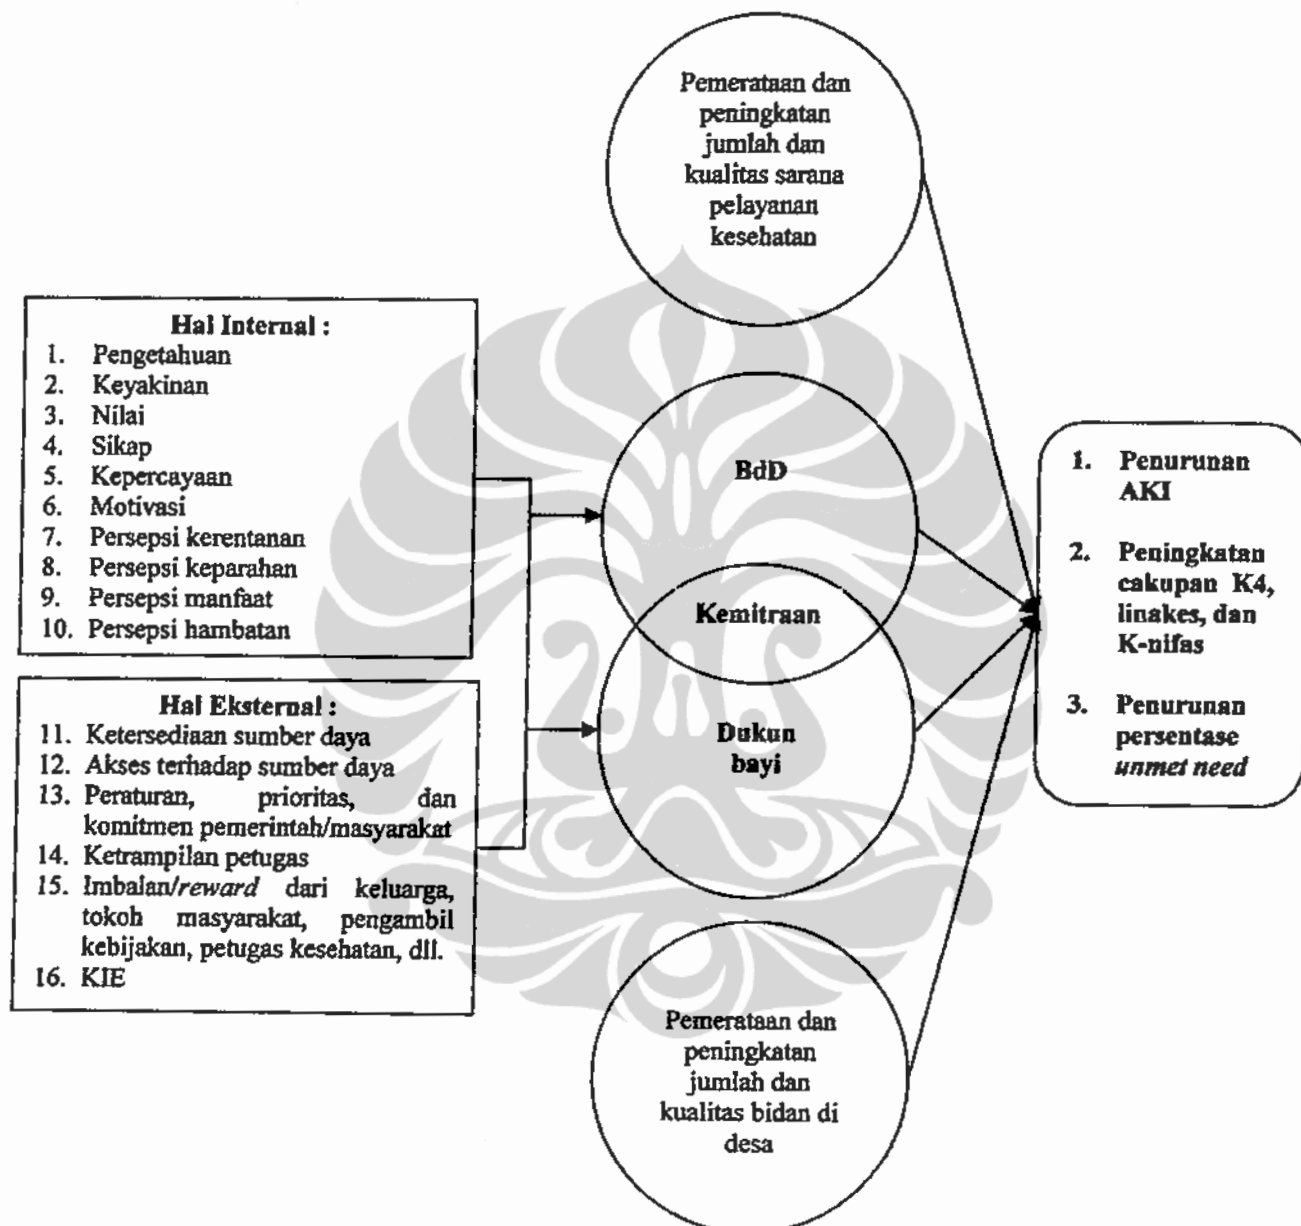 Pemerataan dan
peningkatan
jumlah dan
kualitas sarana
pelayanan
kesehatan
Hal Internal :
1. Pengetahuan
2. Keyakinan
3. Nilai
4. Sikap
5. Kepercayaan
6. Motivasi
7. Persepsi kerentanan
8. Persepsi keparahan
9. Persepsi manfaat
10. Persepsi hambatan
Hal Eksternal :
11. Ketersediaan sumber daya
12. Akses terhadap sumber daya
13. Peraturan, prioritas, dan
komitmen pemerintah/masyarakat
14. Ketrampilan petugas
15. Imbalan/reward dari keluarga,
tokoh masyarakat, pengambil
kebijakan, petugas kesehatan, dll.
16. KIE
BdD
Kemitraan
Dukun
bayi
Pemerataan dan
peningkatan
jumlah dan
kualitas bidan di
desa
1. Penurunan
AKI
2. Peningkatan
cakupan K4,
linakes, dan
K-nifas
3. Penurunan
persentase
unmet need